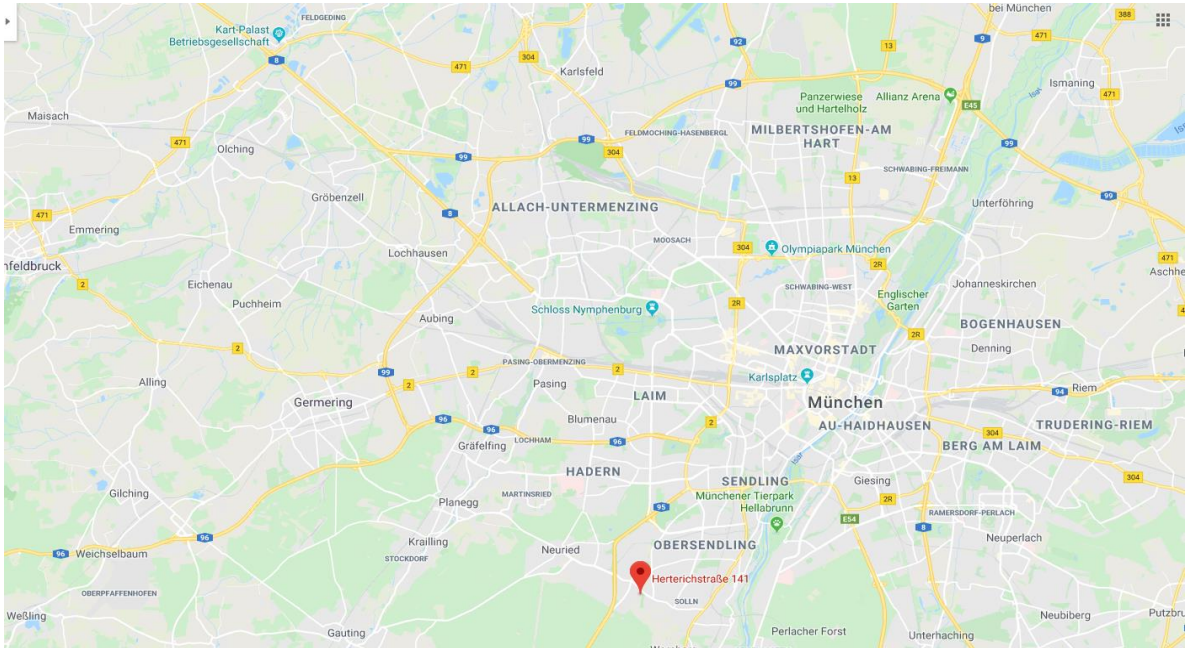 bei München
388
FELDGEDING
Kart-Palast
Betriebsgesellschaft
8
92
13
9
471
304
471
Karlsfeld
99
Ismaning
471
Panzerwiese
und Hartelholz
Allianz Arena
E45
Isar
Maisach
471
Olching
99
99
304
FELDMOCHING-HASENBERGL
MILBERTSHOFEN-AM
HART
99
13
SCHWABING-FREIMANN
Gröbenzell
99
471
8
ALLACH-UNTERMENZING
Unterföhring
Emmering
MOOSACH
304
Olympiapark München
Lochhausen
2R
471
nfeldbruck
Aschhe
2
Eichenau
SCHWABING-WEST
Johanneskirchen
Puchheim
Schloss Nymphenburg
2R
Englischer
Garten
4
Aubing
BOGENHAUSEN
2R
2
MAXVORSTADT
Denning
PASING-OBERMENZING
99
2
2
2
Karlsplatz
Alling
Pasing
94
Riem
Germering
LAIM
München
96
Blumenau
2
AU-HAIDHAUSEN
TRUDERING-RIEM
96
304
Gräfelfing
LOCHHAM
96
BERG AM LAIM
Isar
HADERN
SENDLING
Giesing
304
Gilching
MARTINSRIED
Münchener Tierpark
Hellabrunn
2R
Planegg
95
E54
RAMERSDORF-PERLACH
8
96
Krailling
Neuperlach
96
Weichselbaum
STOCKDORF
Neuried
OBERSENDLING
Herterichstraße 141
OBERPFAFFENHOFEN
SOLLN
Weßling
Neubiberg
Putzbru
Gauting
Perlacher Forst
Unterhaching